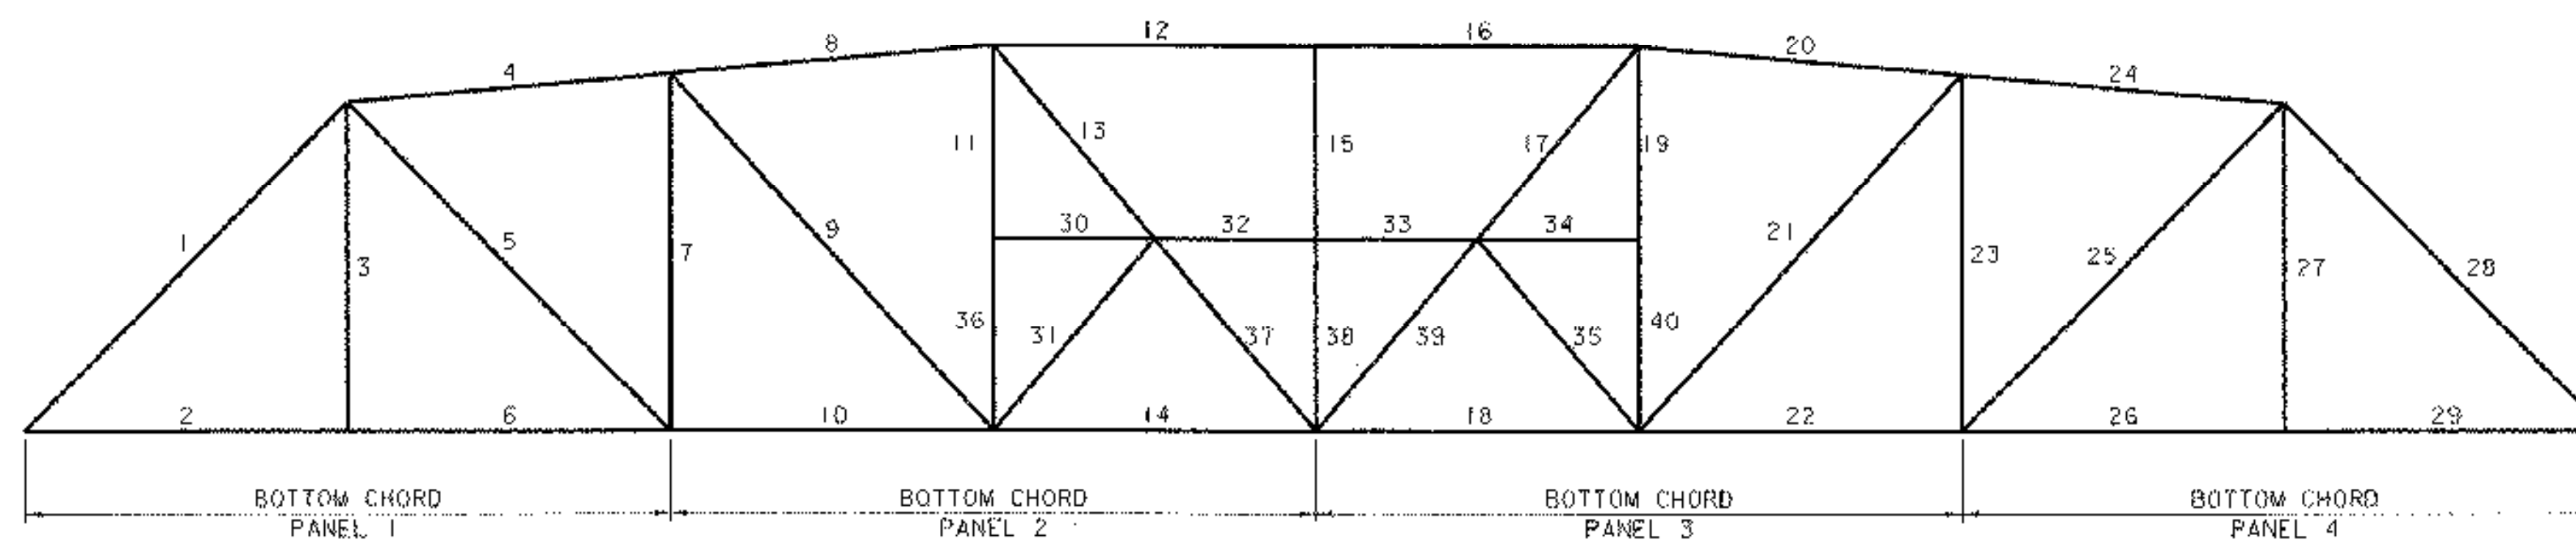 12 16
8 20
4 24
11 13 15 17 19
30 32 33 34
1 3 5 7 9 21 23 25 27 28
36 31 37 38 39 35 40
2 6 10 14 18 22 26 29
BOTTOM CHORD BOTTOM CHORD BOTTOM CHORD BOTTOM CHORD
PANEL 1 PANEL 2 PANEL 3 PANEL 4